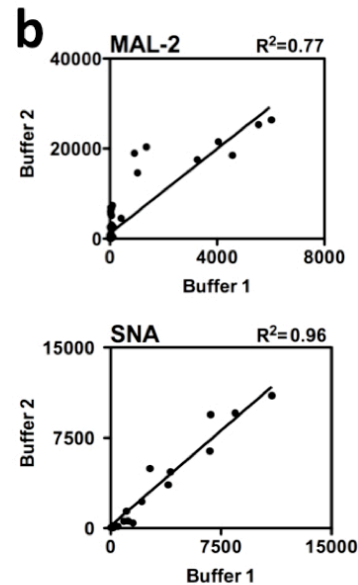 b
MAL-2 R²=0.77
40000
20000
0
Buffer 2
0 4000 8000
Buffer 1
SNA R²=0.96
15000
7500
0
Buffer 2
0 7500 15000
Buffer 1